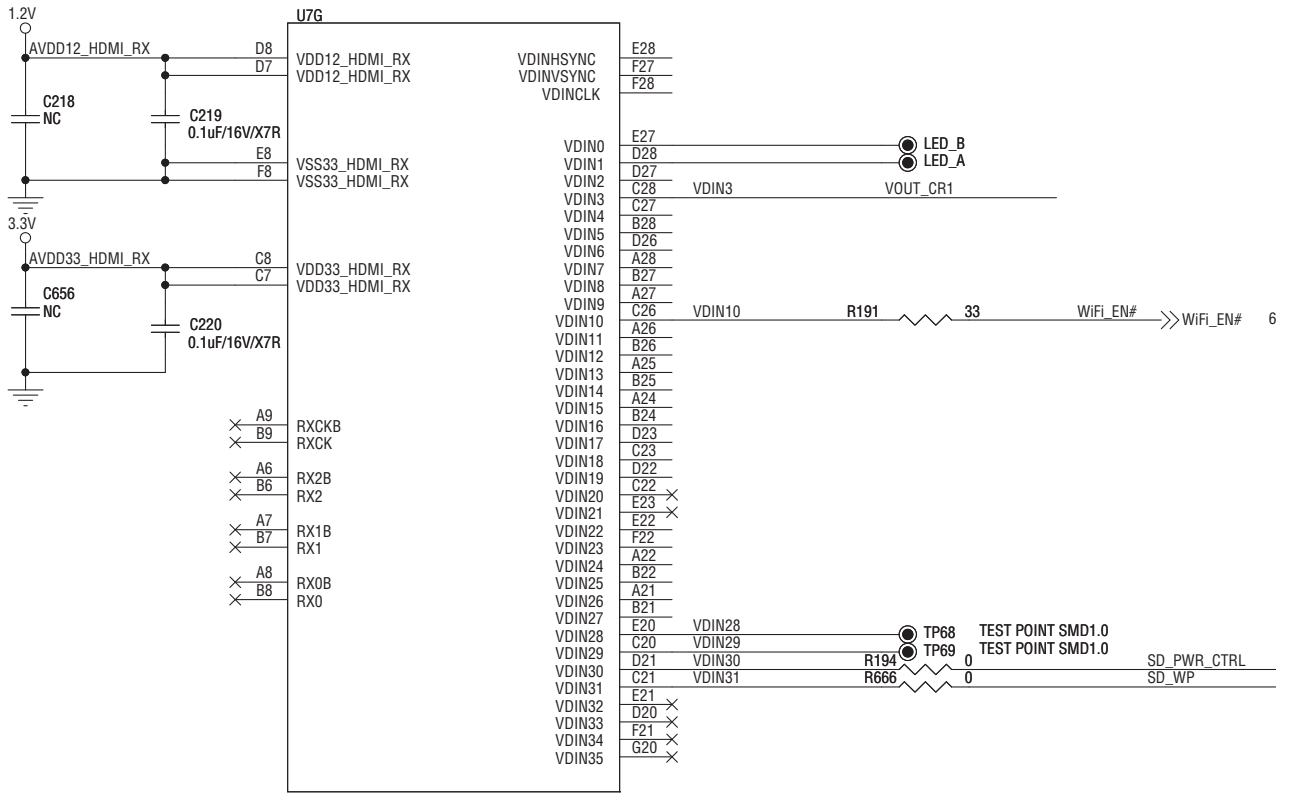 1.2V
U7G
AVDD12_HDMI_RX
D8
D7
VDD12_HDMI_RX
VDD12_HDMI_RX
C218
NC
C219
0.1uF/16V/X7R
E8
F8
VSS33_HDMI_RX
VSS33_HDMI_RX
3.3V
AVDD33_HDMI_RX
C8
C7
VDD33_HDMI_RX
VDD33_HDMI_RX
C656
NC
C220
0.1uF/16V/X7R
A9 RXCKB
B9 RXCK
A6 RX2B
B6 RX2
A7 RX1B
B7 RX1
A8 RX0B
B8 RX0
VDINHSYNC E28
VDINVSYNC F27
VDINCLK F28
VDIN0 E27 LED_B
VDIN1 D28 LED_A
VDIN2 D27
VDIN3 C28 VDIN3 VOUT_CR1
VDIN4 C27
VDIN5 B28
VDIN6 D26
VDIN7 A28
VDIN8 B27
VDIN9 A27
VDIN10 C26 VDIN10 R191 33 WiFi_EN# WiFi_EN# 6
VDIN11 A26
VDIN12 B26
VDIN13 A25
VDIN14 B25
VDIN15 A24
VDIN16 B24
VDIN17 D23
VDIN18 C23
VDIN19 D22
VDIN20 C22
VDIN21 E23
VDIN22 E22
VDIN23 F22
VDIN24 A22
VDIN25 B22
VDIN26 A21
VDIN27 B21
VDIN28 E20 VDIN28 TP68 TEST POINT SMD1.0
VDIN29 C20 VDIN29 TP69 TEST POINT SMD1.0
VDIN30 D21 VDIN30 R194 0 SD_PWR_CTRL
VDIN31 C21 VDIN31 R666 0 SD_WP
VDIN32 E21
VDIN33 D20
VDIN34 F21
VDIN35 G20